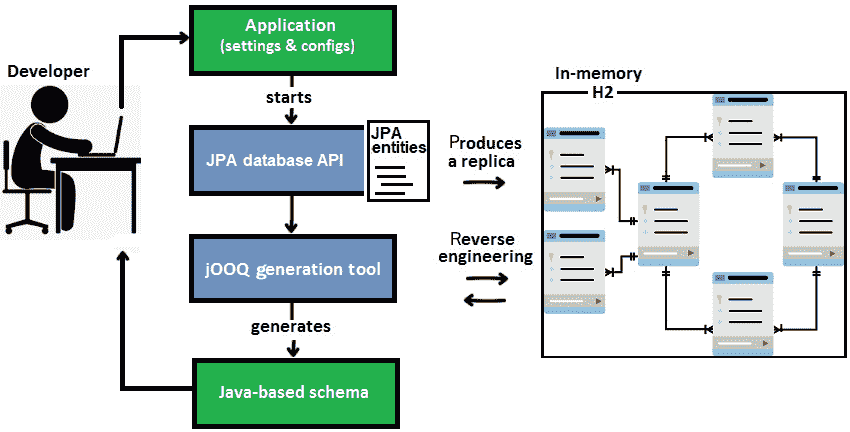 Application
(settings & configs)
Developer
starts
JPA database API
JPA
entities
Produces
a replica
In-memory
H2
jOOQ generation tool
Reverse
engineering
generates
Java-based schema